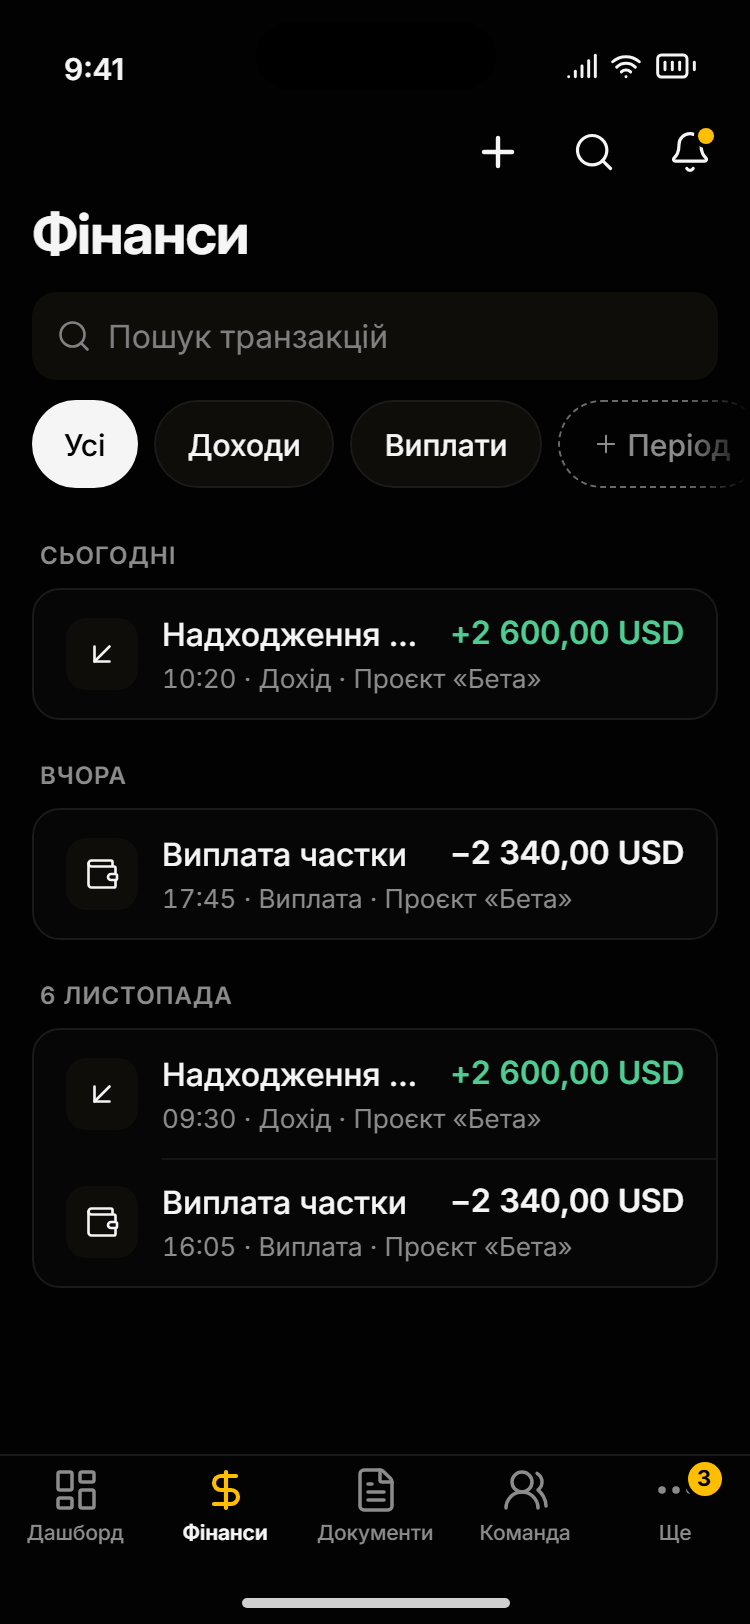 9:41
Фінанси
Пошук транзакцій
Усі
Доходи
Виплати
+ Період
СЬОГОДНІ
Надходження ... +2 600,00 USD
10:20 · Дохід · Проєкт «Бета»
ВЧОРА
Виплата частки −2 340,00 USD
17:45 · Виплата · Проєкт «Бета»
6 ЛИСТОПАДА
Надходження ... +2 600,00 USD
09:30 · Дохід · Проєкт «Бета»
Виплата частки −2 340,00 USD
16:05 · Виплата · Проєкт «Бета»
3
Дашборд
Фінанси
Документи
Команда
Ще